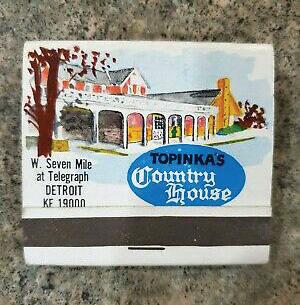 W. Seven Mile
at Telegraph
DETROIT
KE 19000
TOPINKA'S
Country
House